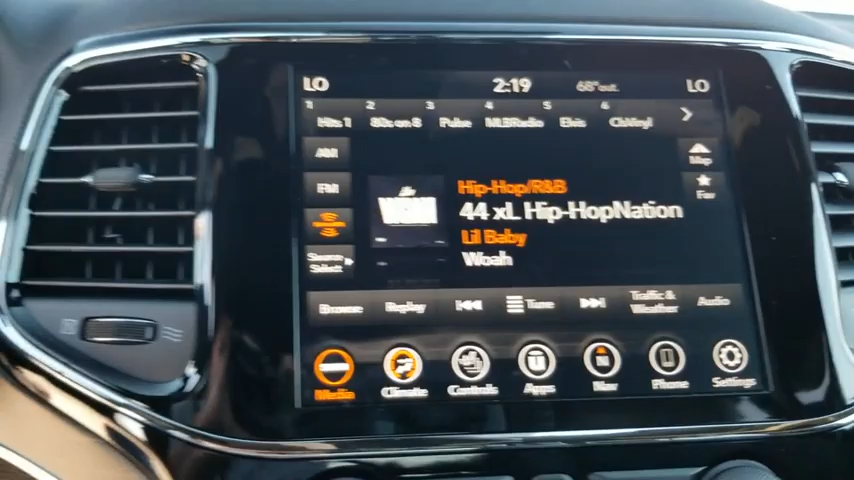 LO 2:19 68°out LO
1 2 3 4 5 6
Hits 1 80s on 8 Pulse MLBRadio Elvis ClsVinyl
AM
FM
Source Select
Map
Fav
Hip-Hop/R&B
44 xL Hip-HopNation
Lil Baby
Woah
Browse Replay Tune Traffic & Weather Audio
Media Climate Controls Apps Nav Phone Settings